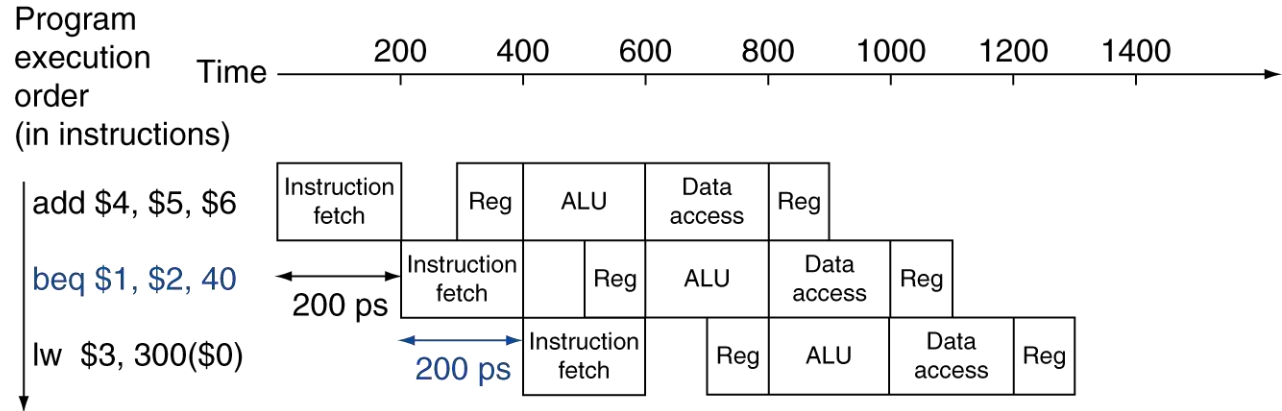 Program
execution
order
(in instructions)
Time
200 400 600 800 1000 1200 1400
add $4, $5, $6
Instruction
fetch
Reg
ALU
Data
access
Reg
beq $1, $2, 40
200 ps
Instruction
fetch
Reg
ALU
Data
access
Reg
lw $3, 300($0)
200 ps
Instruction
fetch
Reg
ALU
Data
access
Reg